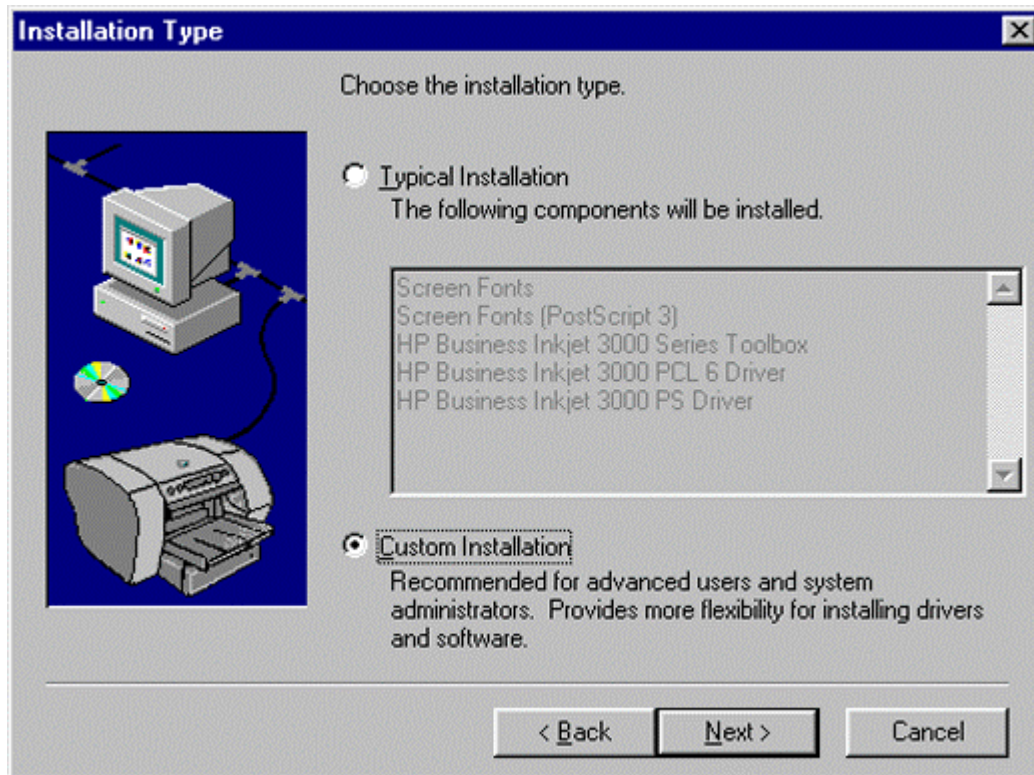 Installation Type
Choose the installation type.
Typical Installation
The following components will be installed.
Screen Fonts
Screen Fonts (PostScript 3)
HP Business Inkjet 3000 Series Toolbox
HP Business Inkjet 3000 PCL 6 Driver
HP Business Inkjet 3000 PS Driver
Custom Installation
Recommended for advanced users and system
administrators.  Provides more flexibility for installing drivers
and software.
< Back
Next >
Cancel